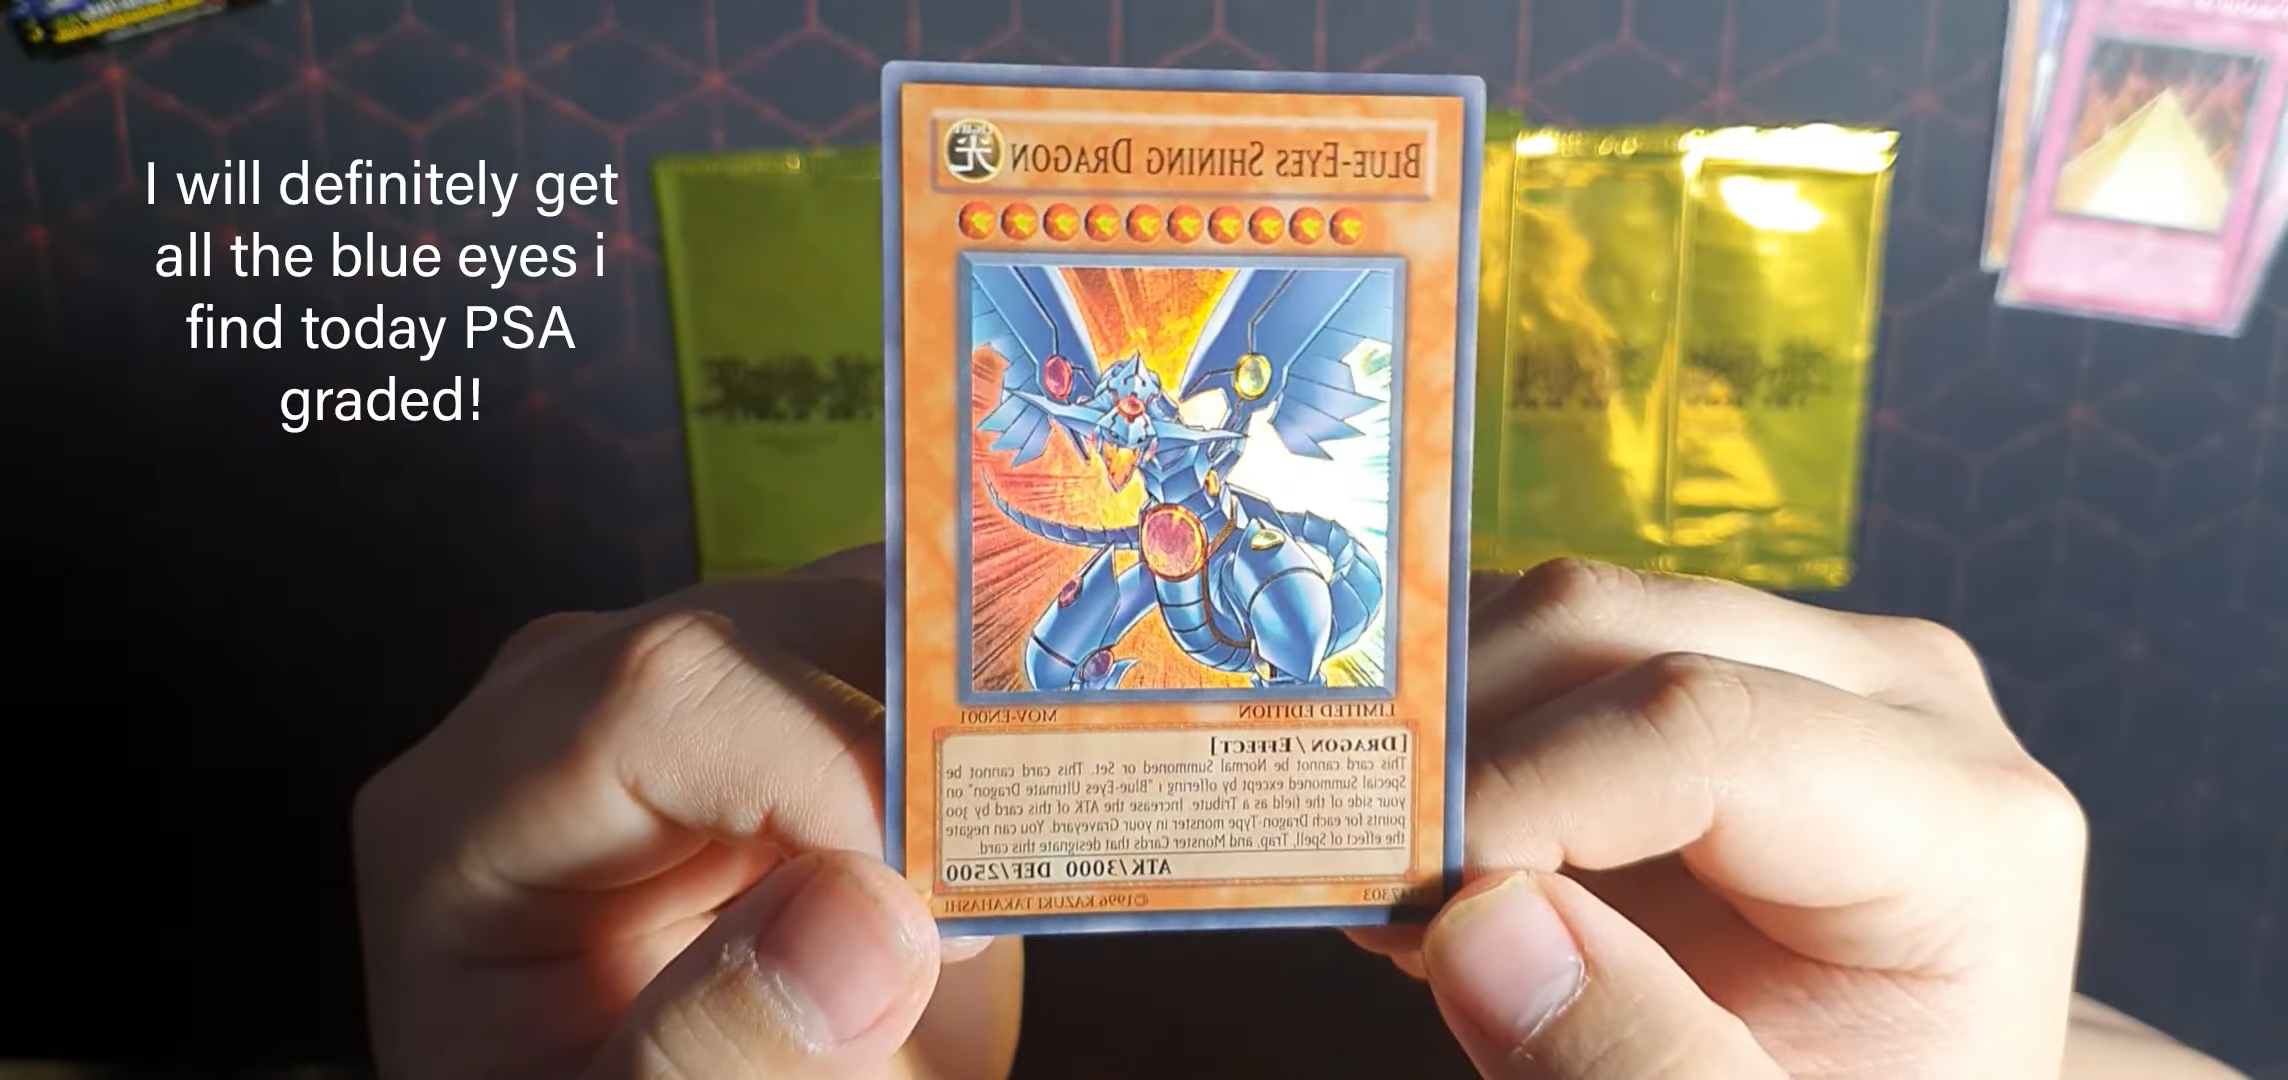 I will definitely get
all the blue eyes i
find today PSA
graded!
BLUE-EYES SHINING DRAGON
LIGHT
光
LIMITED EDITION MOV-EN001
[DRAGON / EFFECT]
This card cannot be Normal Summoned or Set. This card cannot be
Special Summoned except by offering 1 "Blue-Eyes Ultimate Dragon" on
your side of the field as a Tribute. Increase the ATK of this card by 300
points for each Dragon-Type monster in your Graveyard. You can negate
the effect of Spell, Trap, and Monster Cards that designate this card.
ATK/3000 DEF/2500
©1996 KAZUKI TAKAHASHI